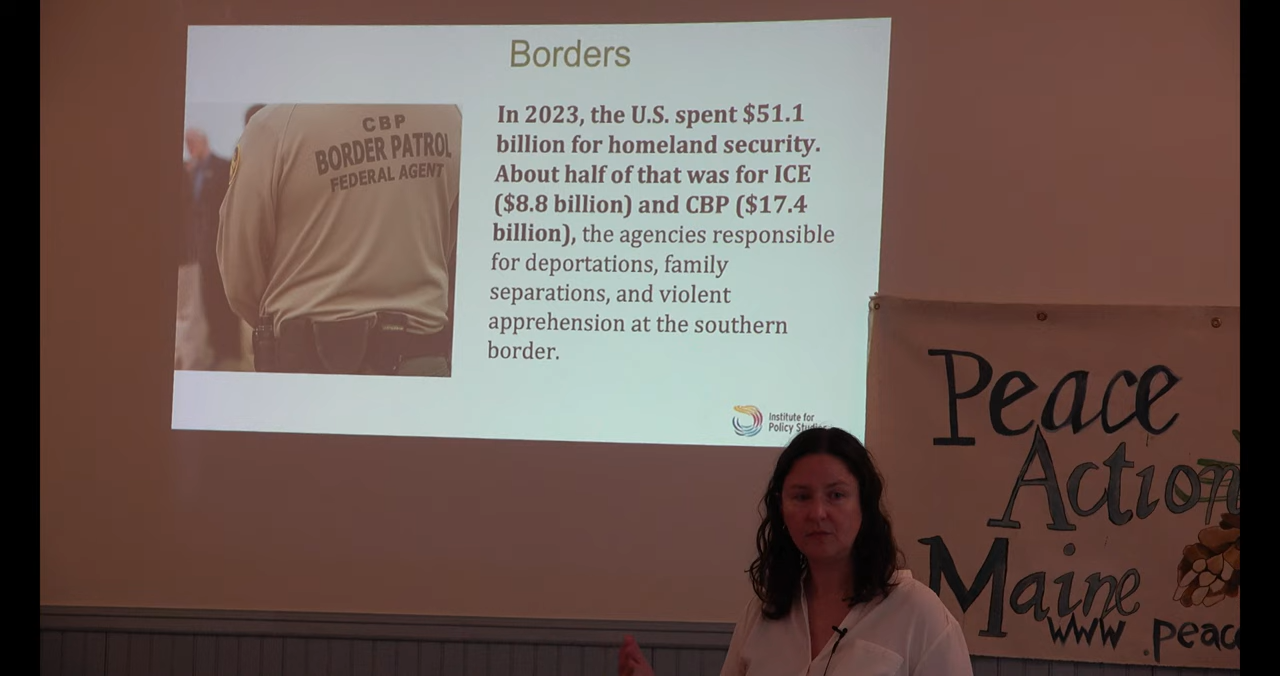 Borders
CBP
BORDER PATROL
FEDERAL AGENT
In 2023, the U.S. spent $51.1
billion for homeland security.
About half of that was for ICE
($8.8 billion) and CBP ($17.4
billion), the agencies responsible
for deportations, family
separations, and violent
apprehension at the southern
border.
Institute for
Policy Studies
Peace
Action
Maine
www.peac